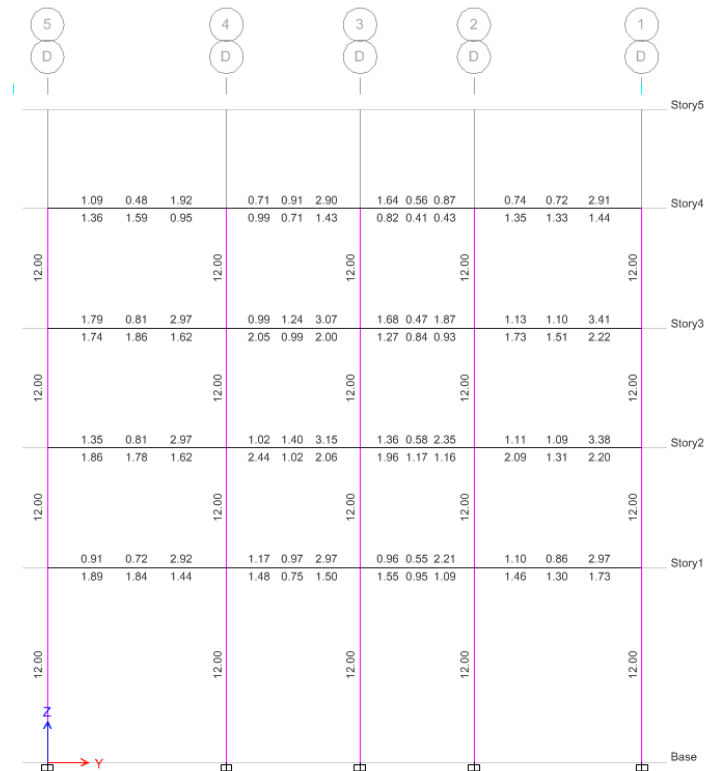 5 4 3 2 1
D D D D D
Story5
1.09 0.48 1.92 0.71 0.91 2.90 1.64 0.56 0.87 0.74 0.72 2.91
Story4
1.36 1.59 0.95 0.99 0.71 1.43 0.82 0.41 0.43 1.35 1.33 1.44
12.00 12.00 12.00 12.00 12.00
1.79 0.81 2.97 0.99 1.24 3.07 1.68 0.47 1.87 1.13 1.10 3.41
Story3
1.74 1.86 1.62 2.05 0.99 2.00 1.27 0.84 0.93 1.73 1.51 2.22
12.00 12.00 12.00 12.00 12.00
1.35 0.81 2.97 1.02 1.40 3.15 1.36 0.58 2.35 1.11 1.09 3.38
Story2
1.86 1.78 1.62 2.44 1.02 2.06 1.96 1.17 1.16 2.09 1.31 2.20
12.00 12.00 12.00 12.00 12.00
0.91 0.72 2.92 1.17 0.97 2.97 0.96 0.55 2.21 1.10 0.86 2.97
Story1
1.89 1.84 1.44 1.48 0.75 1.50 1.55 0.95 1.09 1.46 1.30 1.73
12.00 12.00 12.00 12.00 12.00
Z
Y
Base